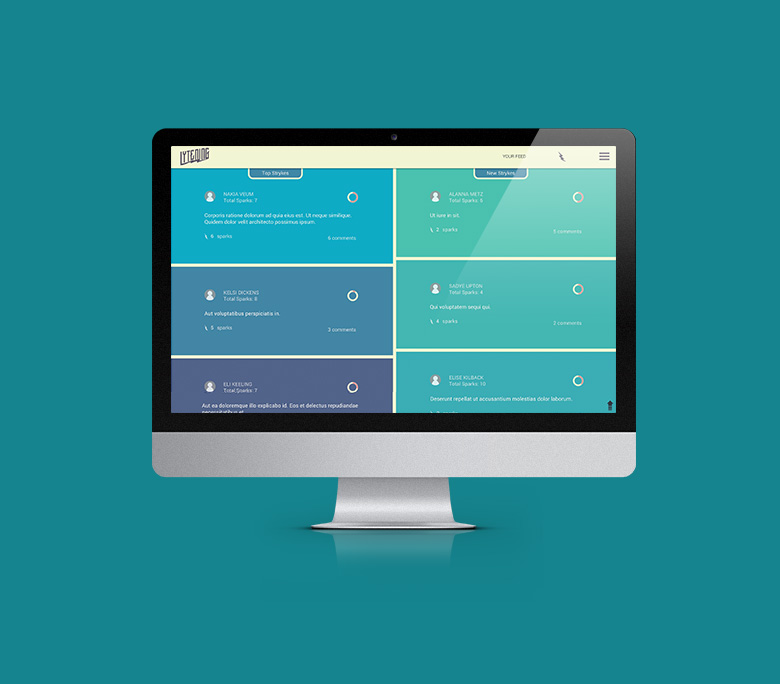 LYTENING
YOUR FEED
Top Strykes
NAKIA VEUM
Total Sparks: 7
Corporis ratione dolorum ad quia eius est. Ut neque similique.
Quidem dolor velit architecto possimus ipsum.
6 sparks
6 comments
KELSI DICKENS
Total Sparks: 8
Aut voluptatibus perspiciatis in.
5 sparks
3 comments
ELI KEELING
Total Sparks: 7
Aut ea doloremque illo explicabo id. Eos et delectus repudiandae
New Strykes
ALANNA METZ
Total Sparks: 5
Ut iure in sit.
2 sparks
5 comments
SADYE UPTON
Total Sparks: 4
Qui voluptatem sequi qui.
4 sparks
2 comments
ELISE KILBACK
Total Sparks: 10
Deserunt repellat ut accusantium molestias dolor laborum.